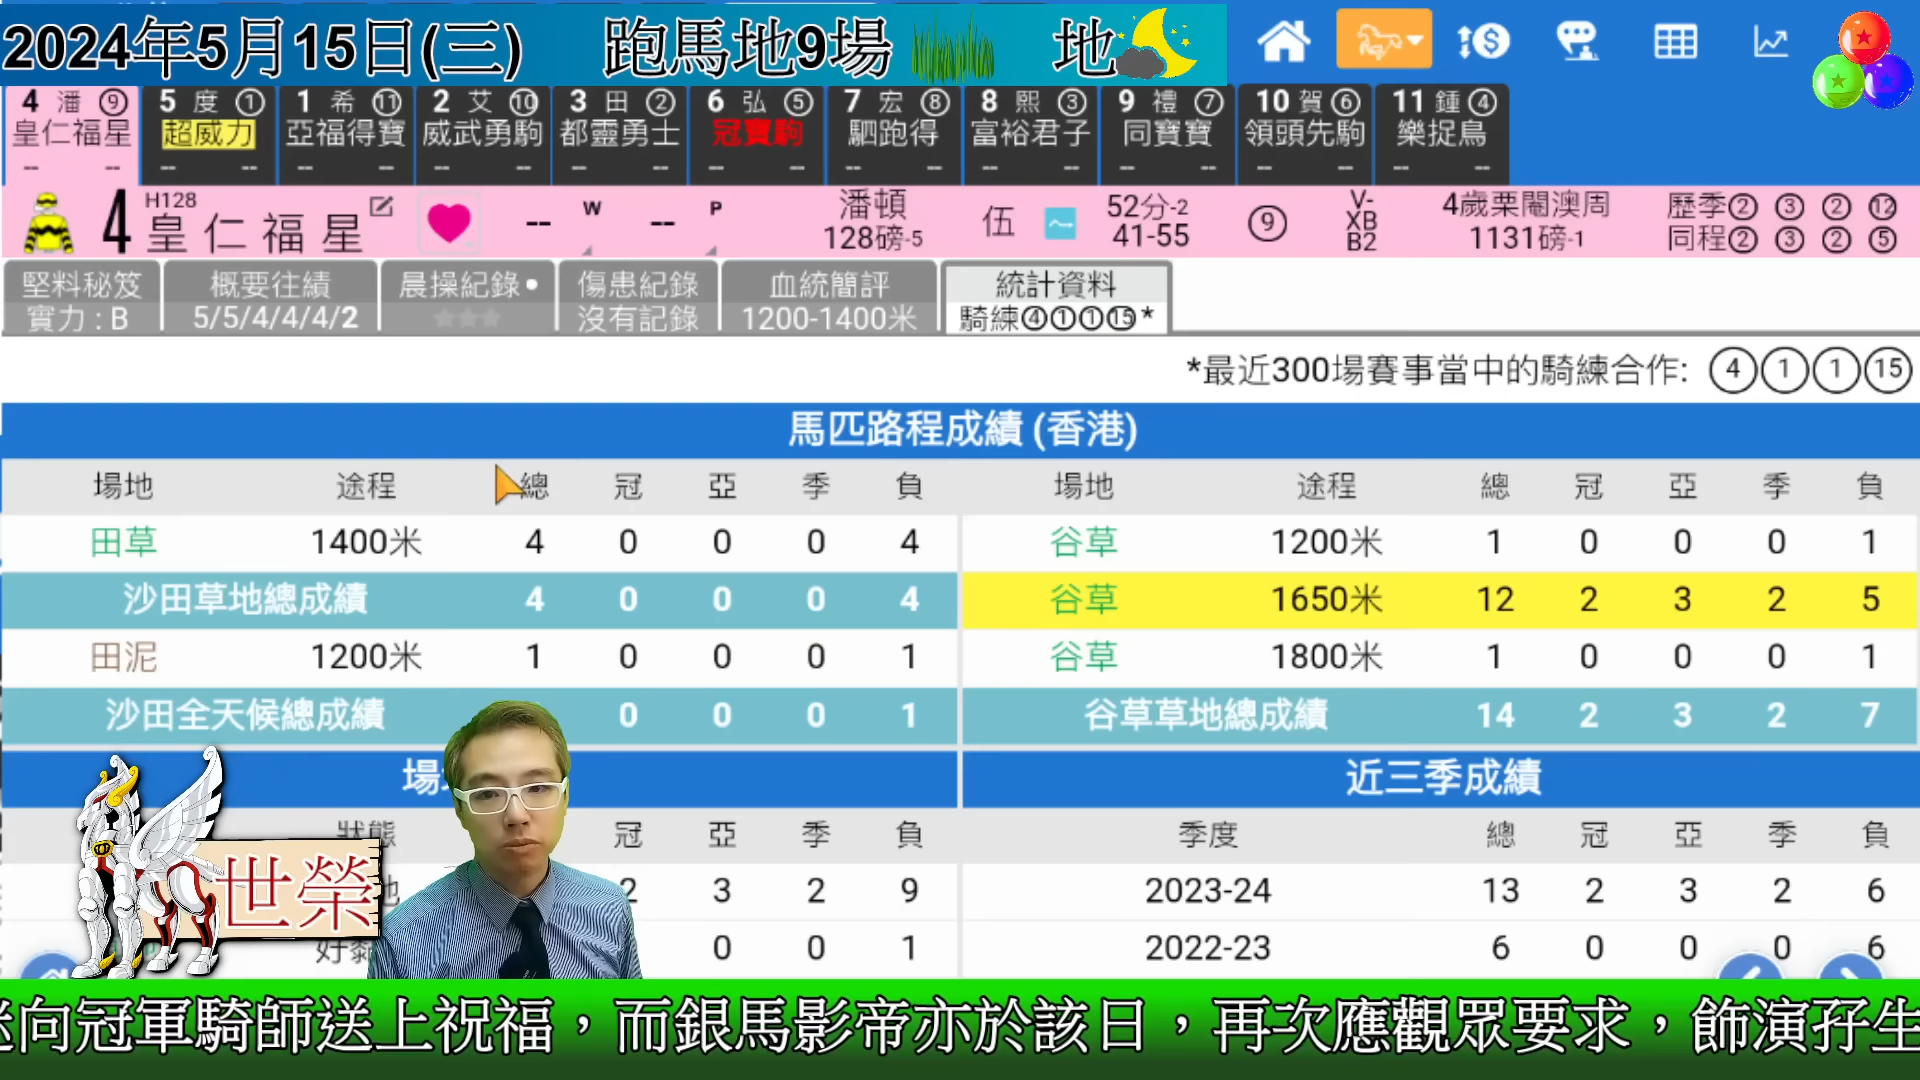 2024年5月15日(三) 跑馬地9場 地
4 潘 ⑨ 5 度 ① 1 希 ⑪ 2 艾 ⑩ 3 田 ② 6 弘 ⑤ 7 宏 ⑧ 8 熙 ③ 9 禮 ⑦ 10 賀 ⑥ 11 鍾 ④
皇仁福星 超威力 亞福得寶 威武勇駒 都靈勇士 冠寶駒 駟跑得 富裕君子 同寶寶 領頭先駒 樂捉鳥
-- -- -- -- -- -- -- -- -- -- -- -- -- -- -- -- -- -- -- -- -- --
4 H128 皇仁福星 -- W -- P 潘頓 伍 52分-2 ⑨ V- 4歲栗閹澳周 歷季② ③ ② ⑫
128磅-5 41-55 XB 1131磅-1 同程② ③ ② ⑤
B2
堅料秘笈 概要往績 晨操紀錄• 傷患紀錄 血統簡評 統計資料
實力 : B 5/5/4/4/4/2 ★★★ 沒有記錄 1200-1400米 騎練④①①⑮*
*最近300場賽事當中的騎練合作: ④ ① ① ⑮
馬匹路程成績 (香港)
場地 途程 總 冠 亞 季 負 場地 途程 總 冠 亞 季 負
田草 1400米 4 0 0 0 4 谷草 1200米 1 0 0 0 1
沙田草地總成績 4 0 0 0 4 谷草 1650米 12 2 3 2 5
田泥 1200米 1 0 0 0 1 谷草 1800米 1 0 0 0 1
沙田全天候總成績 0 0 0 1 谷草草地總成績 14 2 3 2 7
場 近三季成績
狀態 冠 亞 季 負 季度 總 冠 亞 季 負
地 2 3 2 9 2023-24 13 2 3 2 6
好黏 0 0 1 2022-23 6 0 0 0 6
世榮
迷向冠軍騎師送上祝福，而銀馬影帝亦於該日，再次應觀眾要求，飾演孖生